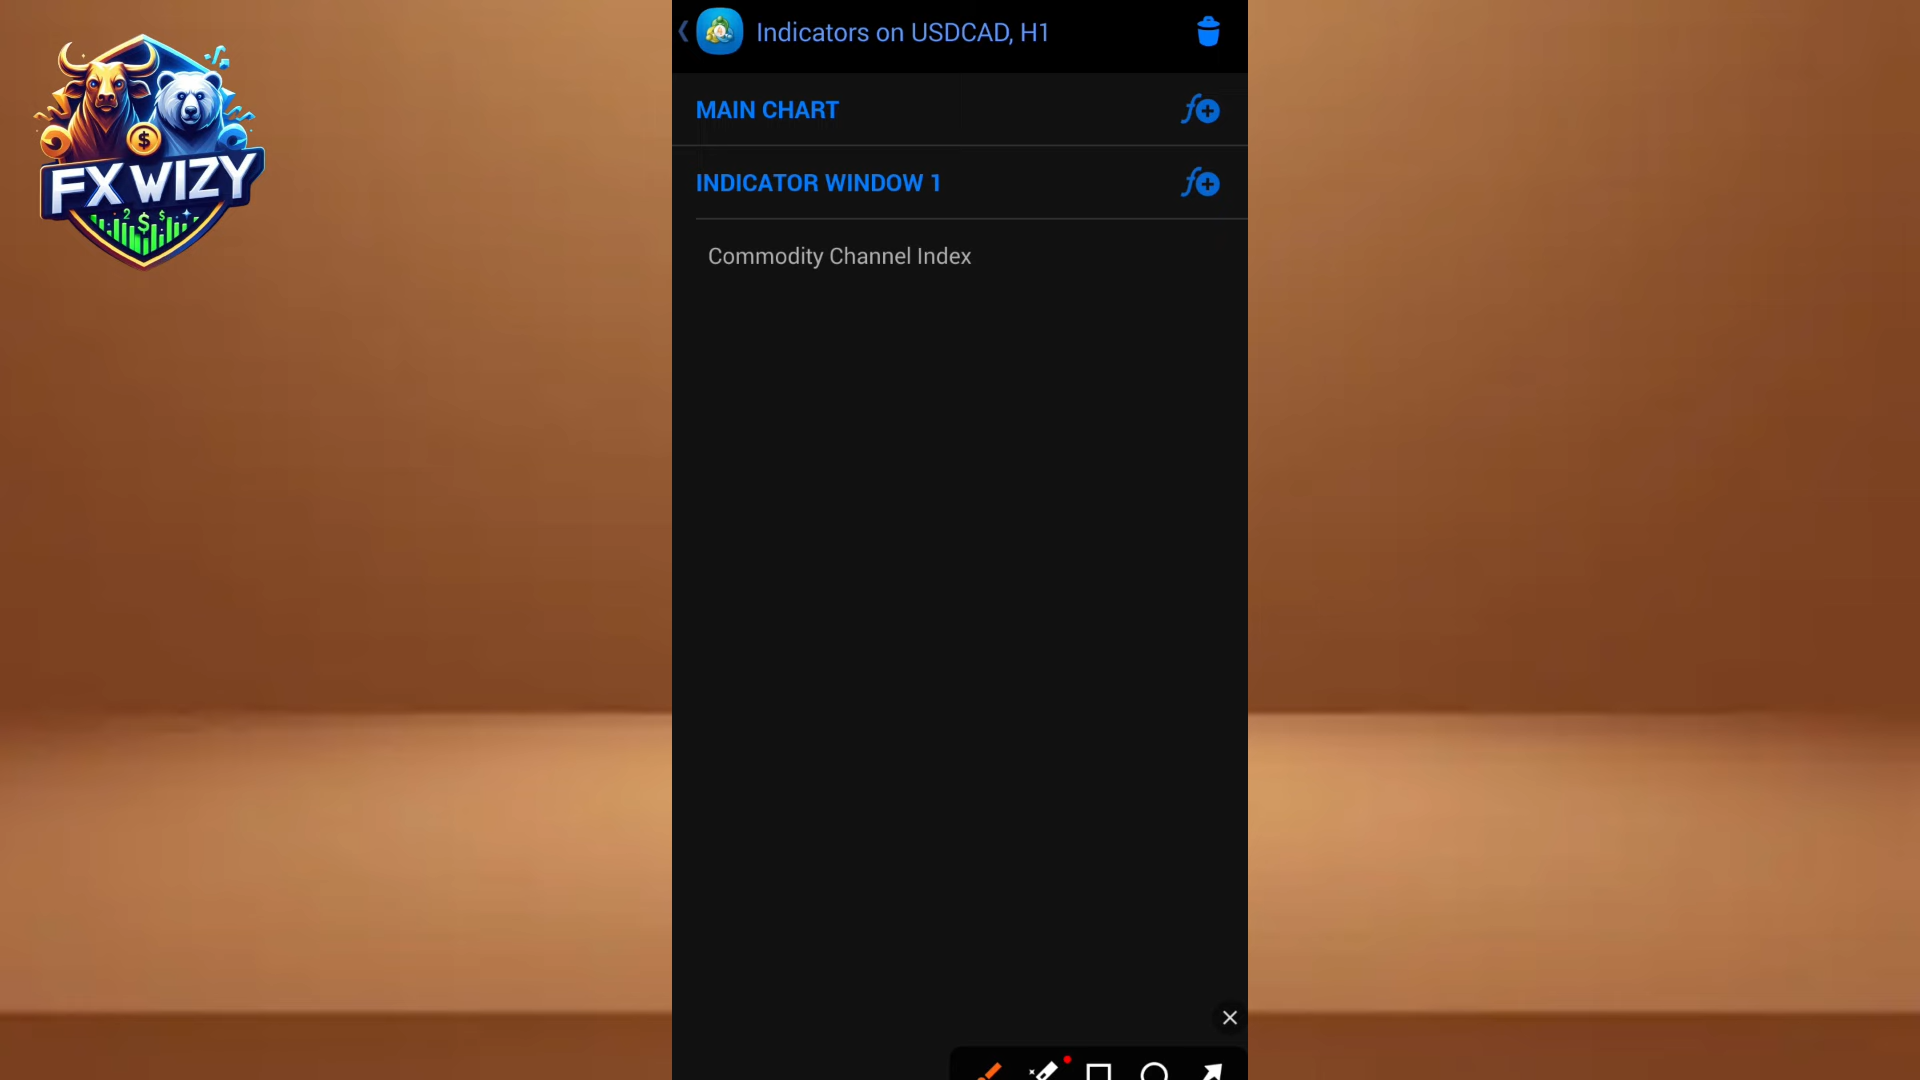 FX WIZY
Indicators on USDCAD, H1
MAIN CHART
INDICATOR WINDOW 1
Commodity Channel Index